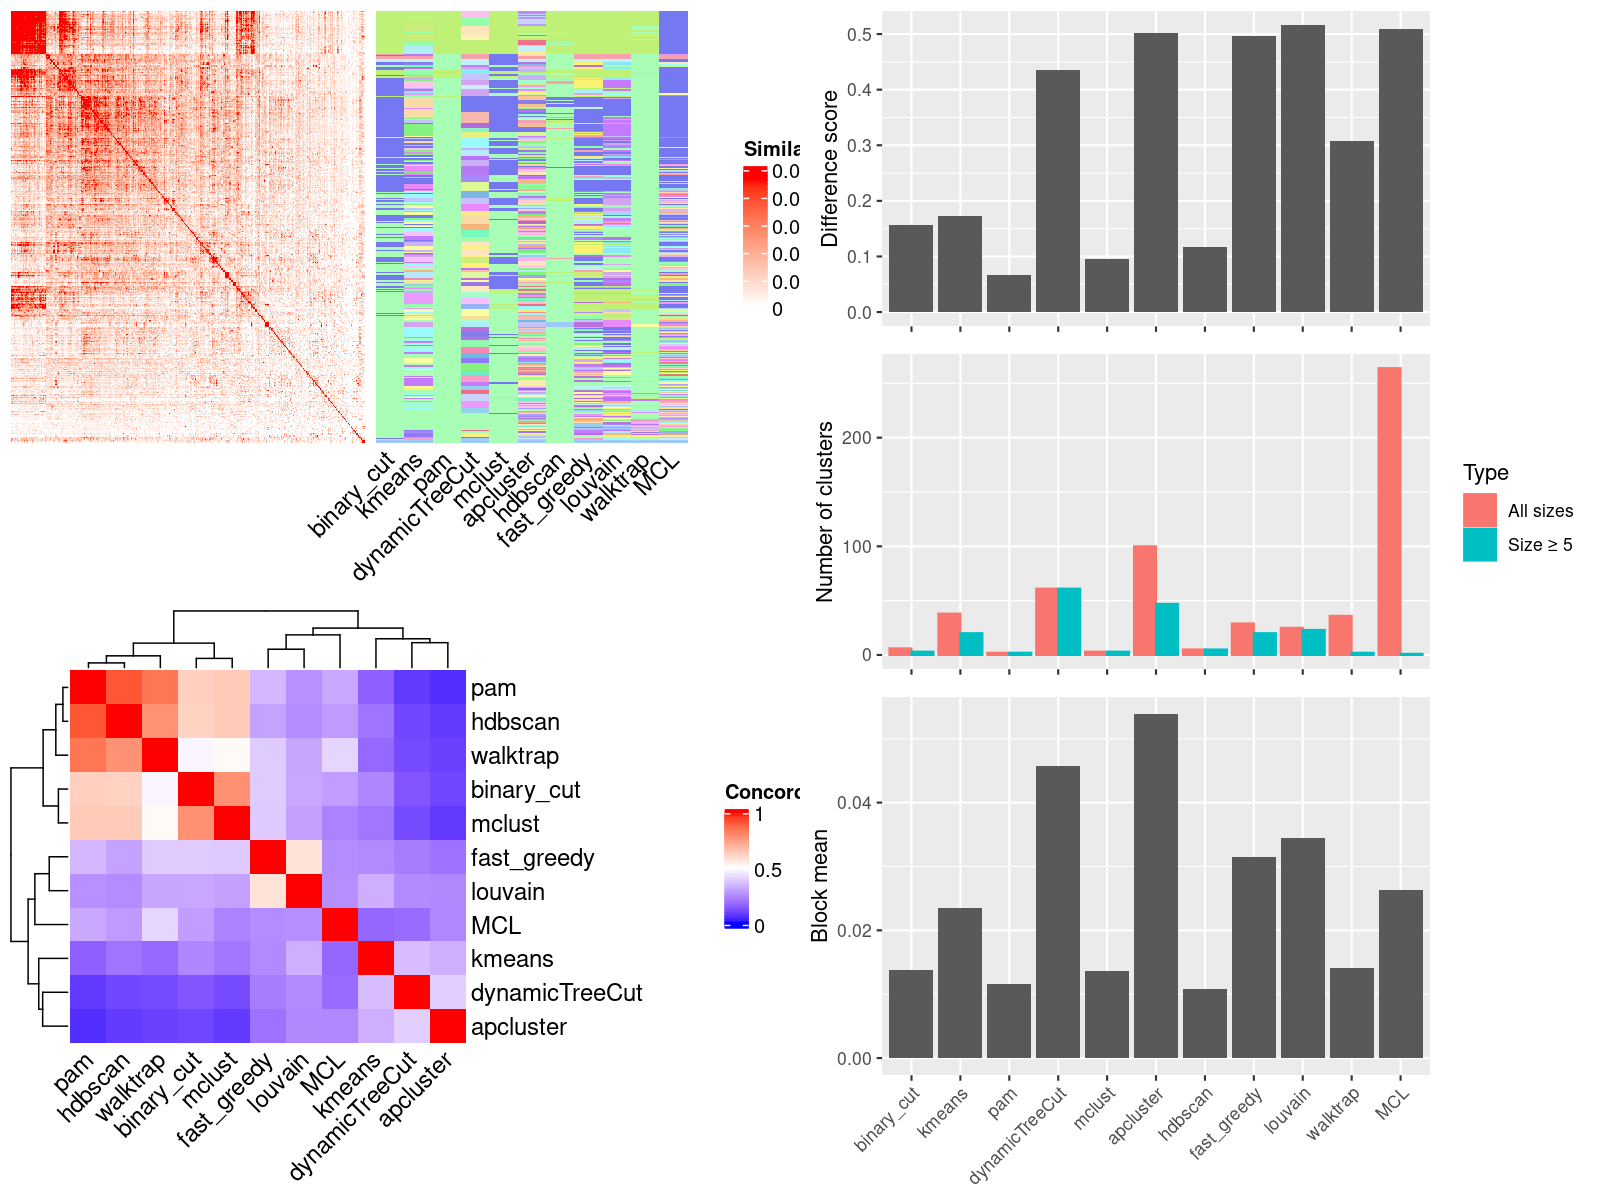 Simila
0.0
0.0
0.0
0.0
0.0
0
binary_cut
kmeans
pam
dynamicTreeCut
mclust
apcluster
hdbscan
fast_greedy
louvain
walktrap
MCL
pam
hdbscan
walktrap
binary_cut
mclust
fast_greedy
louvain
MCL
kmeans
dynamicTreeCut
apcluster
pam
hdbscan
walktrap
binary_cut
mclust
fast_greedy
louvain
MCL
kmeans
dynamicTreeCut
apcluster
Concord
1
0.5
0
Difference score
0.5
0.4
0.3
0.2
0.1
0.0
Number of clusters
200
100
0
Type
All sizes
Size ≥ 5
Block mean
0.04
0.02
0.00
binary_cut
kmeans
pam
dynamicTreeCut
mclust
apcluster
hdbscan
fast_greedy
louvain
walktrap
MCL